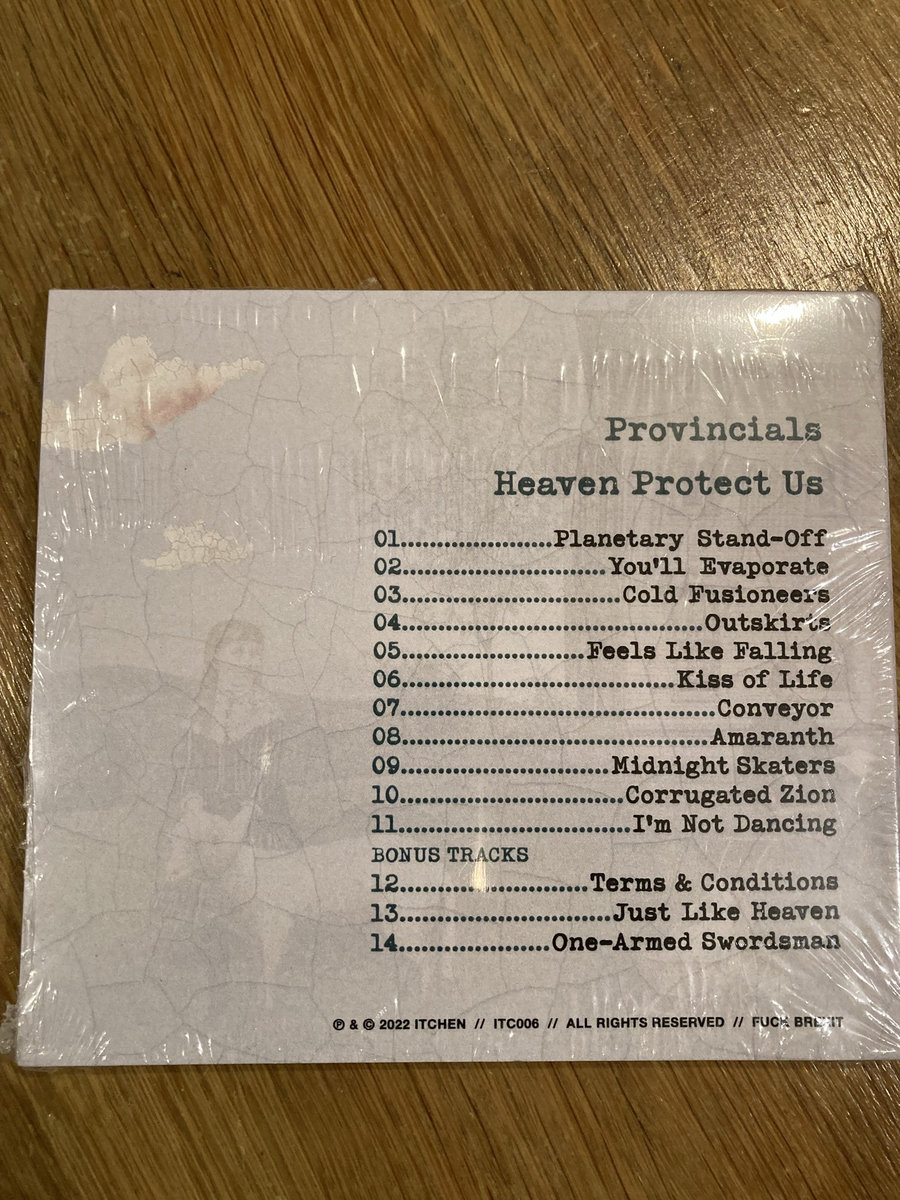 Provincials
Heaven Protect Us
01......................Planetary Stand-Off
02..............................You'll Evaporate
03................................Cold Fusioneers
04............................................Outskirts
05...........................Feels Like Falling
06........................................Kiss of Life
07..............................................Conveyor
08.............................................Amaranth
09..............................Midnight Skaters
10................................Corrugated Zion
11..................................I'm Not Dancing
BONUS TRACKS
12...........................Terms & Conditions
13...............................Just Like Heaven
14......................One-Armed Swordsman
℗ & © 2022 ITCHEN // ITC006 // ALL RIGHTS RESERVED // FUCK BREXIT